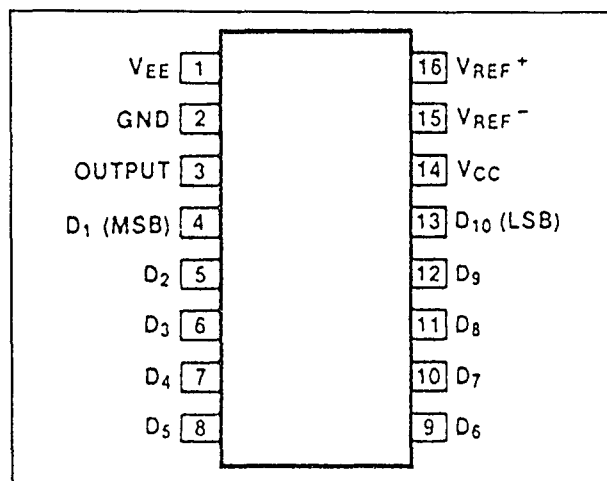 VEE 1 16 VREF+
GND 2 15 VREF-
OUTPUT 3 14 VCC
D1 (MSB) 4 13 D10 (LSB)
D2 5 12 D9
D3 6 11 D8
D4 7 10 D7
D5 8 9 D6